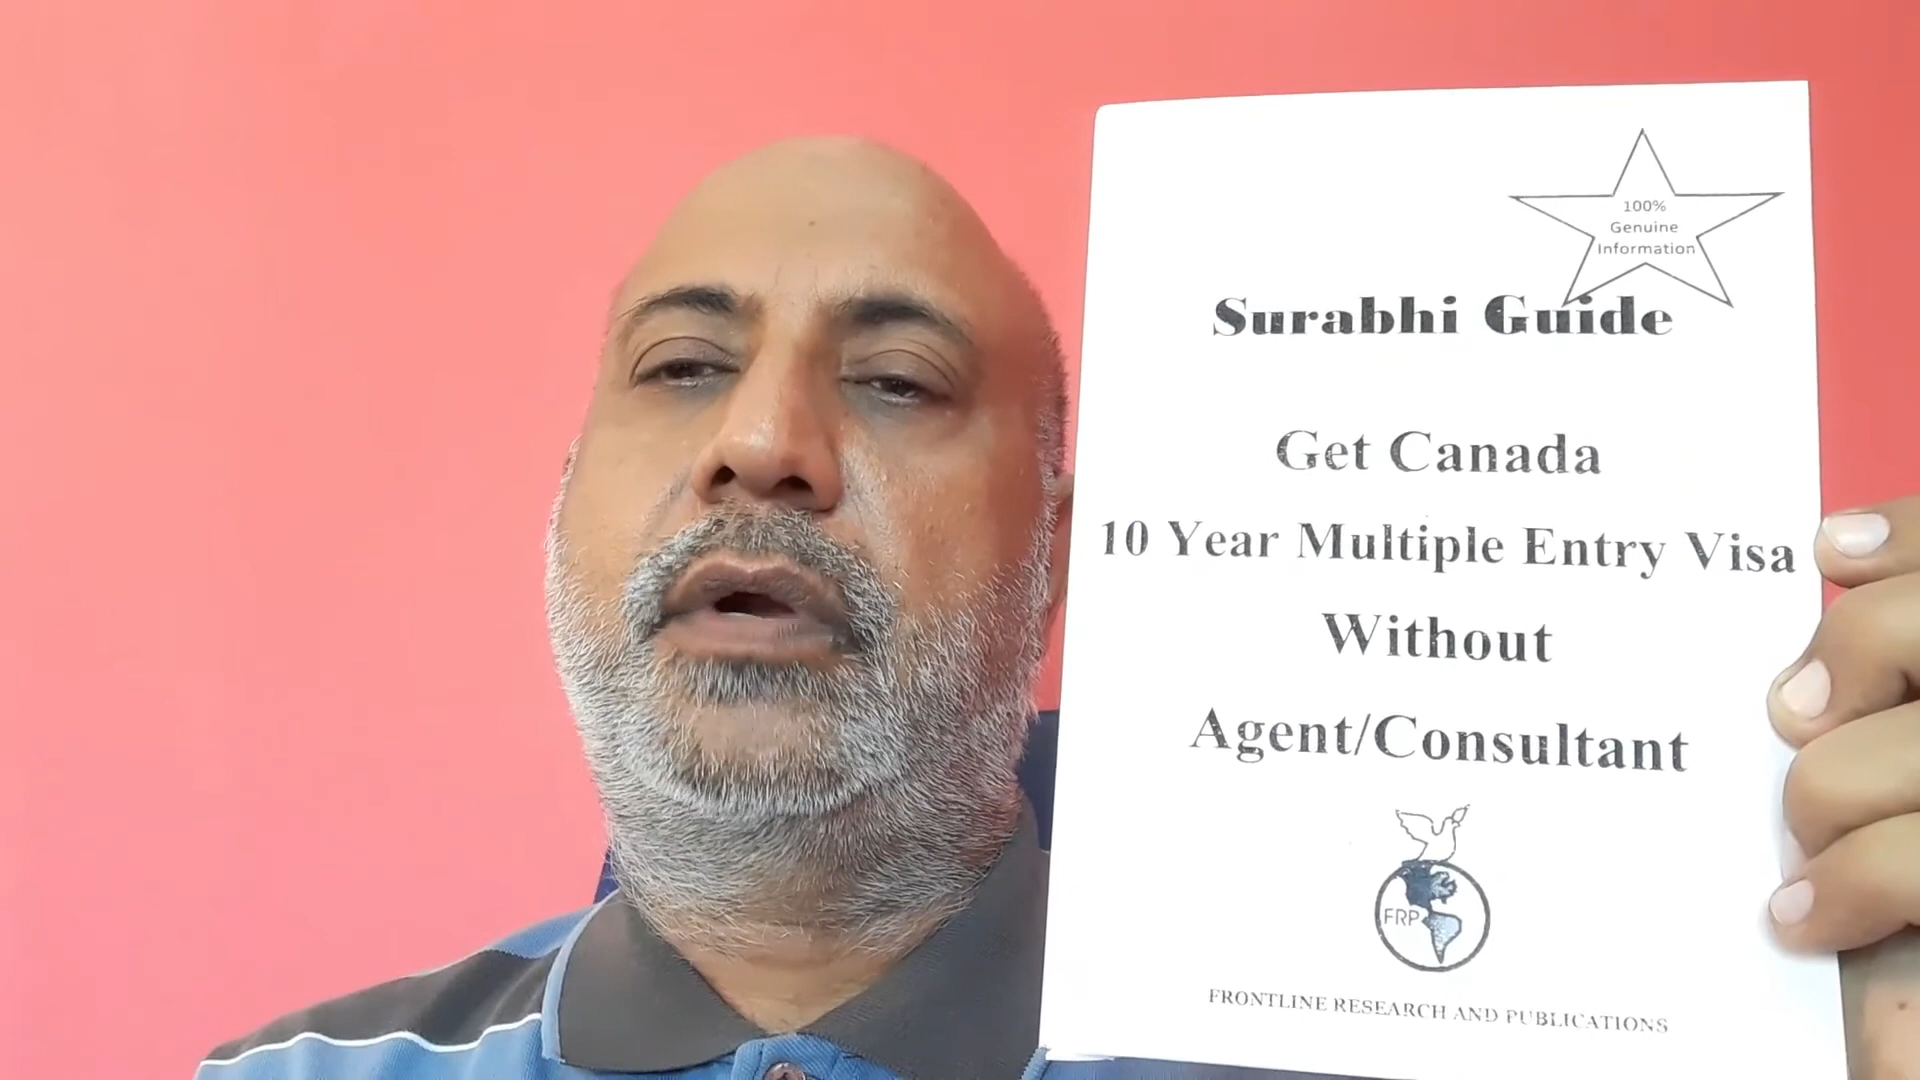 100%
Genuine
Information
Surabhi Guide
Get Canada
10 Year Multiple Entry Visa
Without
Agent/Consultant
FRP
FRONTLINE RESEARCH AND PUBLICATIONS